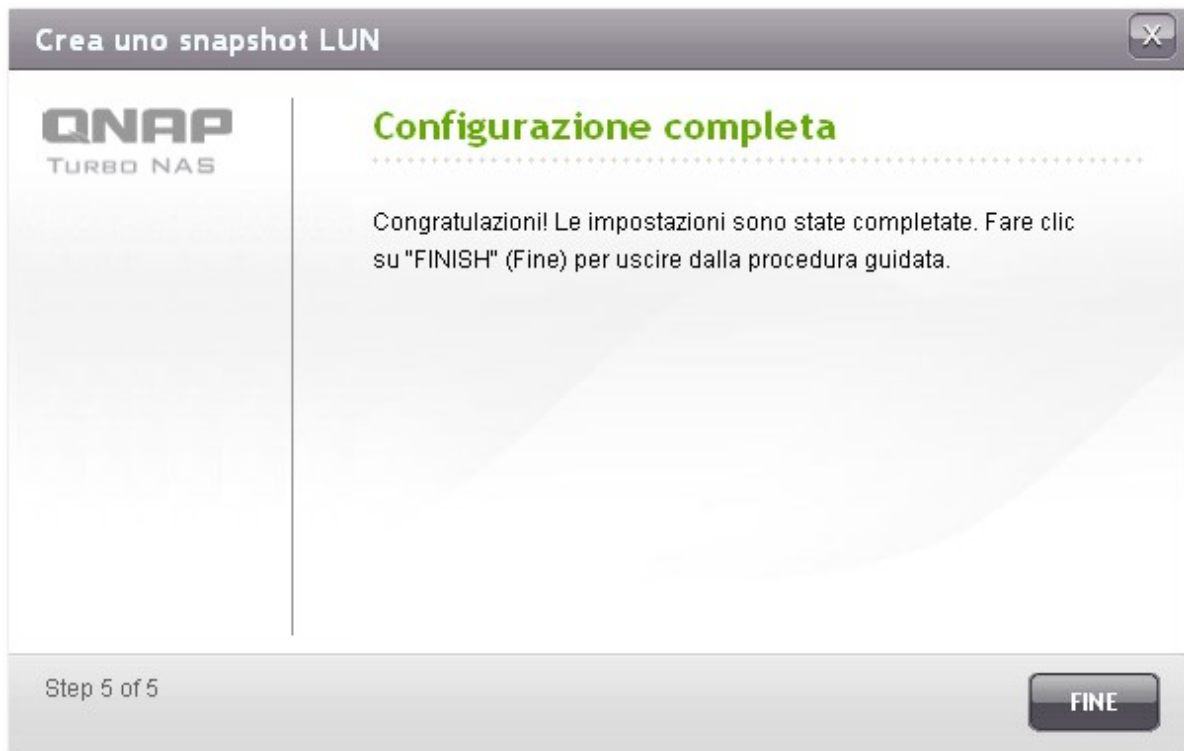 Crea uno snapshot LUN
X
QNAP
TURBO NAS
Configurazione completa
Congratulazioni! Le impostazioni sono state completate. Fare clic
su "FINISH" (Fine) per uscire dalla procedura guidata.
Step 5 of 5
FINE